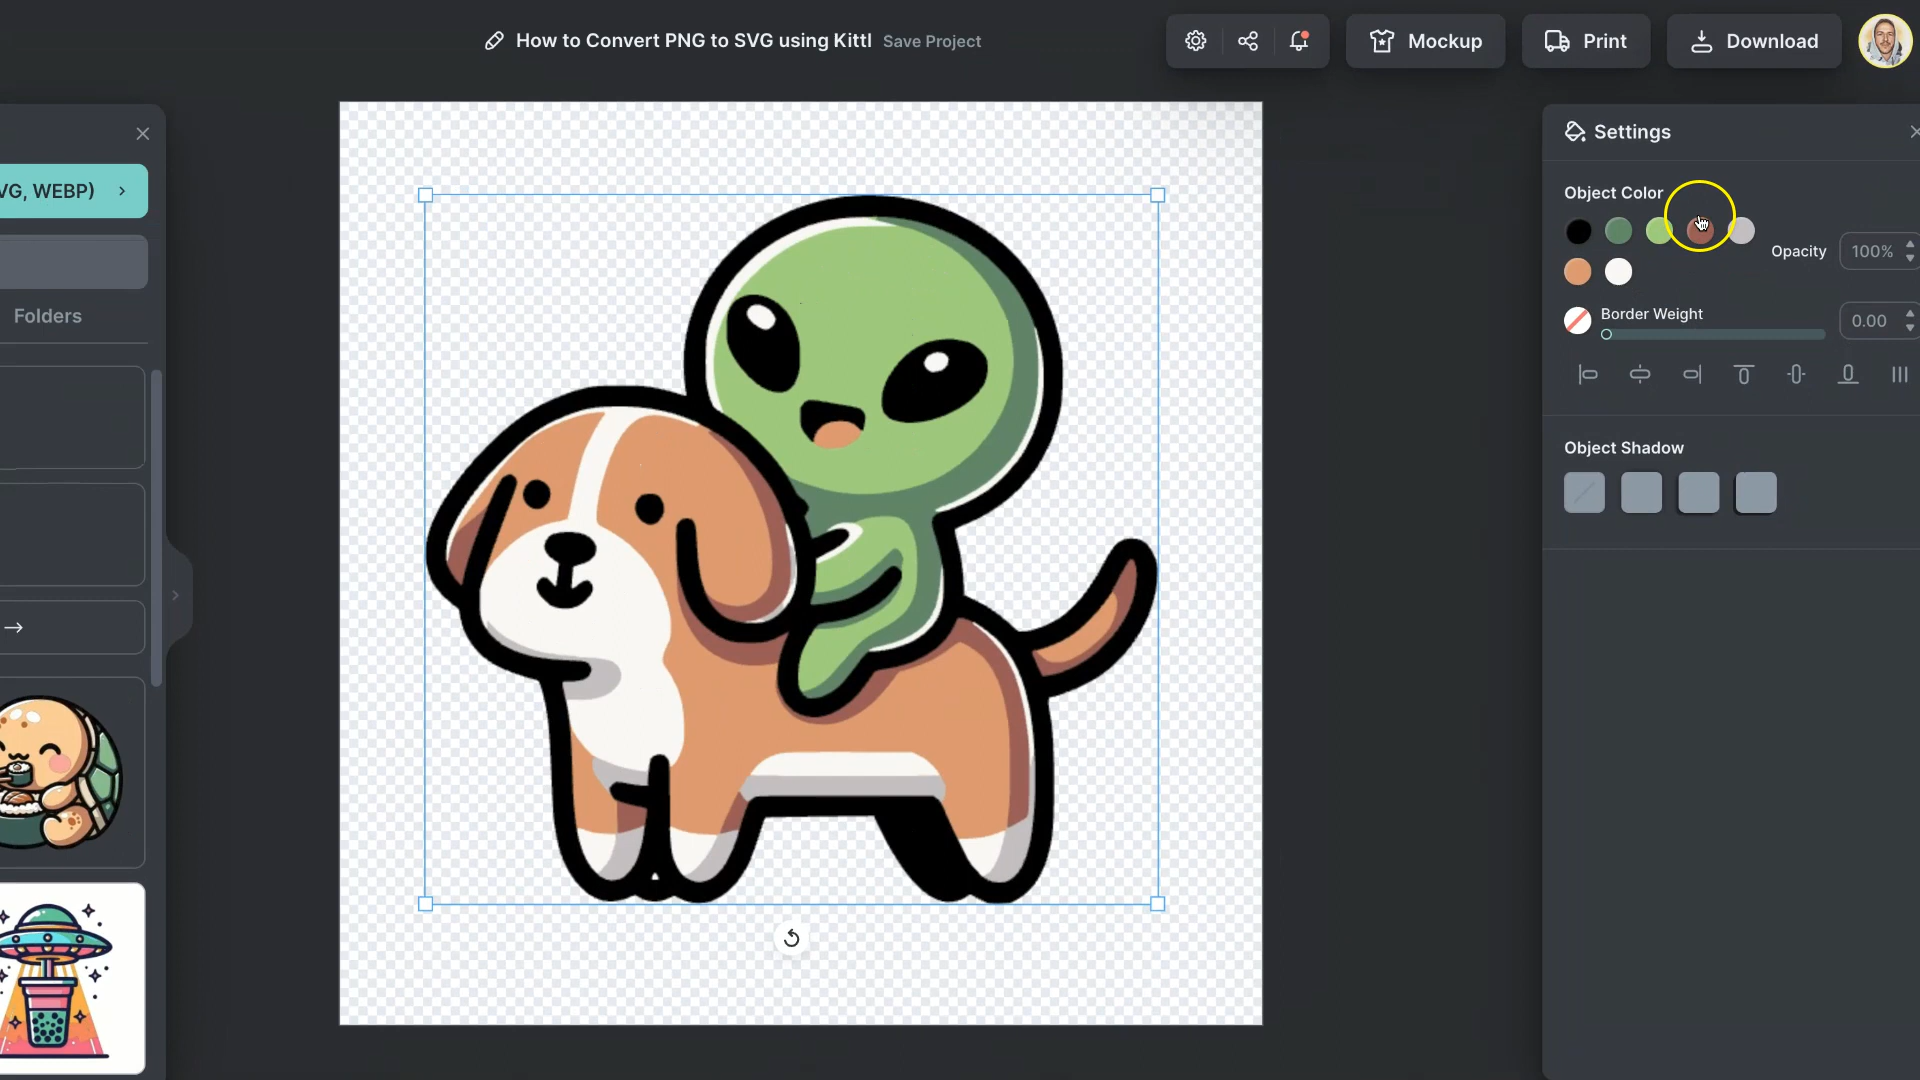 How to Convert PNG to SVG using Kittl Save Project
Mockup
Print
Download
VG, WEBP)
Folders
Settings
Object Color
Opacity
100%
Border Weight
0.00
Object Shadow